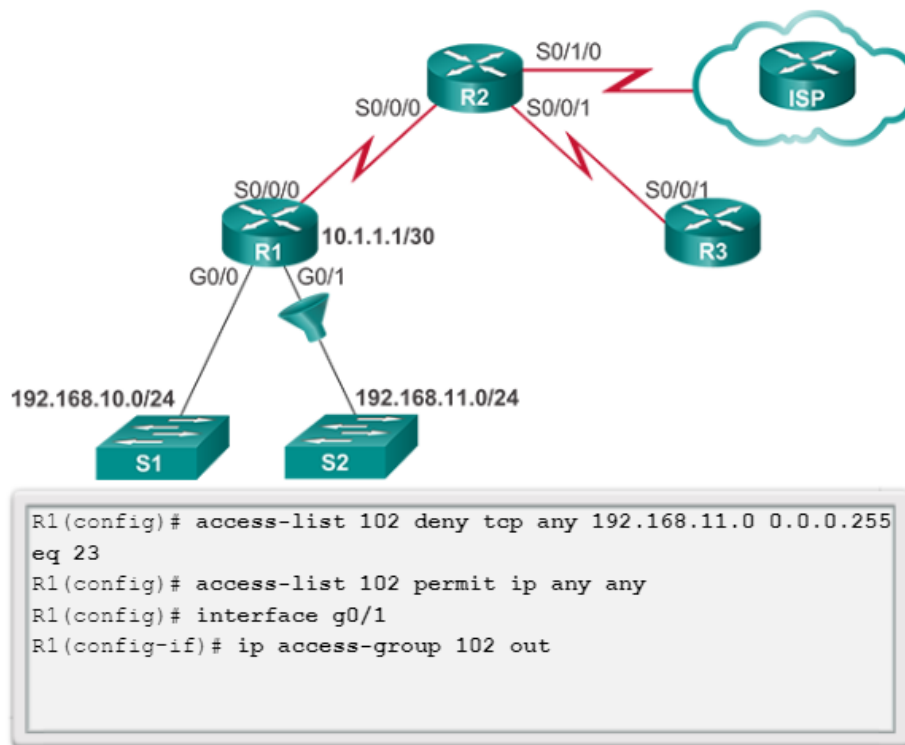 S0/1/0
R2
ISP
S0/0/0
S0/0/1
S0/0/0
S0/0/1
R1
10.1.1.1/30
R3
G0/0
G0/1
192.168.10.0/24
192.168.11.0/24
S1
S2
R1(config)# access-list 102 deny tcp any 192.168.11.0 0.0.0.255
eq 23
R1(config)# access-list 102 permit ip any any
R1(config)# interface g0/1
R1(config-if)# ip access-group 102 out